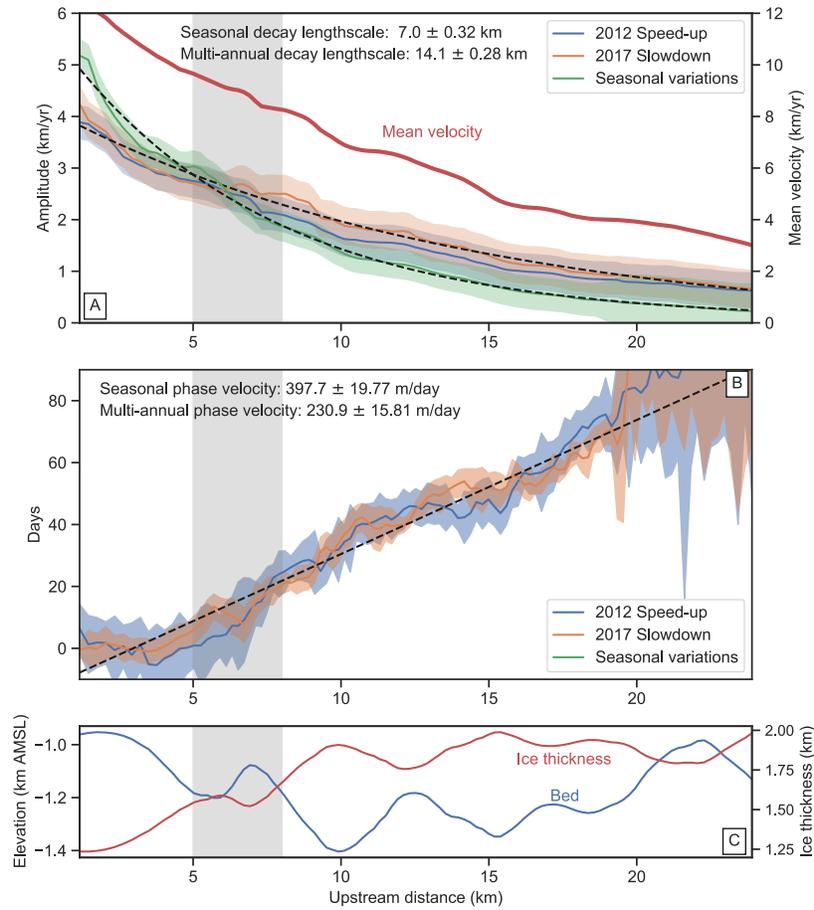 6
5
4
3
2
1
0
Amplitude (km/yr)
Seasonal decay lengthscale: 7.0 ± 0.32 km
Multi-annual decay lengthscale: 14.1 ± 0.28 km
2012 Speed-up
2017 Slowdown
Seasonal variations
Mean velocity
12
10
8
6
4
2
0
Mean velocity (km/yr)
A
5
10
15
20
80
60
40
20
0
Days
Seasonal phase velocity: 397.7 ± 19.77 m/day
Multi-annual phase velocity: 230.9 ± 15.81 m/day
B
2012 Speed-up
2017 Slowdown
Seasonal variations
5
10
15
20
−1.0
−1.2
−1.4
Elevation (km AMSL)
Ice thickness
Bed
C
2.00
1.75
1.50
1.25
Ice thickness (km)
5
10
15
20
Upstream distance (km)